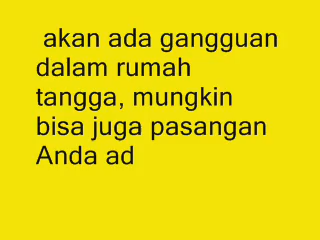 akan ada gangguan
dalam rumah
tangga, mungkin
bisa juga pasangan
Anda ad